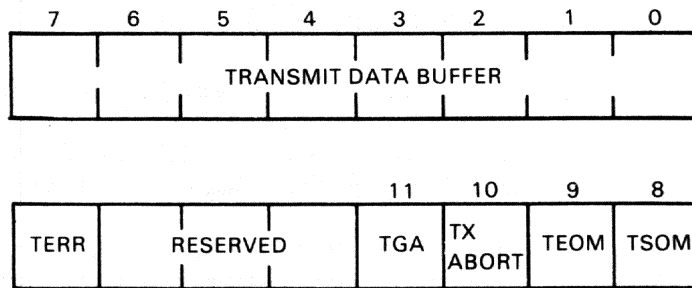 7 6 5 4 3 2 1 0
TRANSMIT DATA BUFFER
11 10 9 8
TERR RESERVED TGA TX ABORT TEOM TSOM